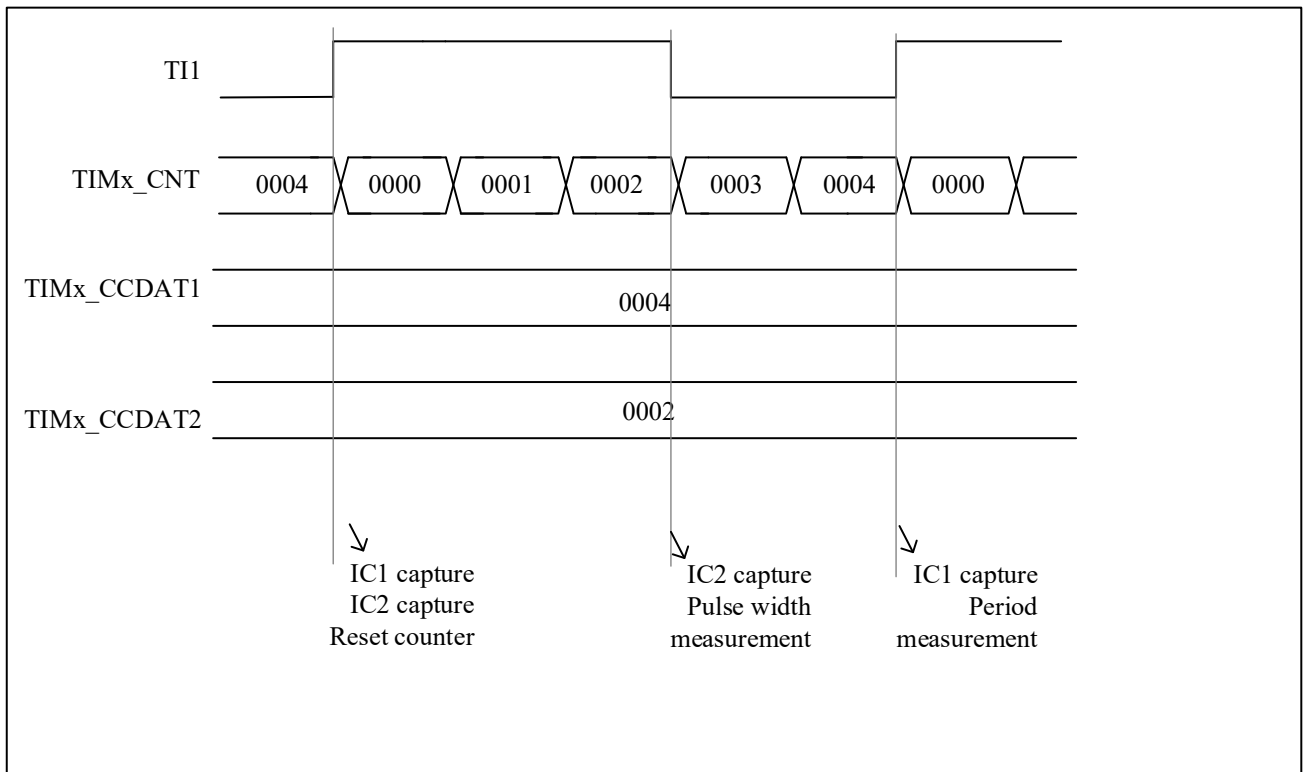 TI1
TIMx_CNT
0004 0000 0001 0002 0003 0004 0000
TIMx_CCDAT1
0004
TIMx_CCDAT2
0002
IC1 capture
IC2 capture
Reset counter
IC2 capture
Pulse width
measurement
IC1 capture
Period
measurement